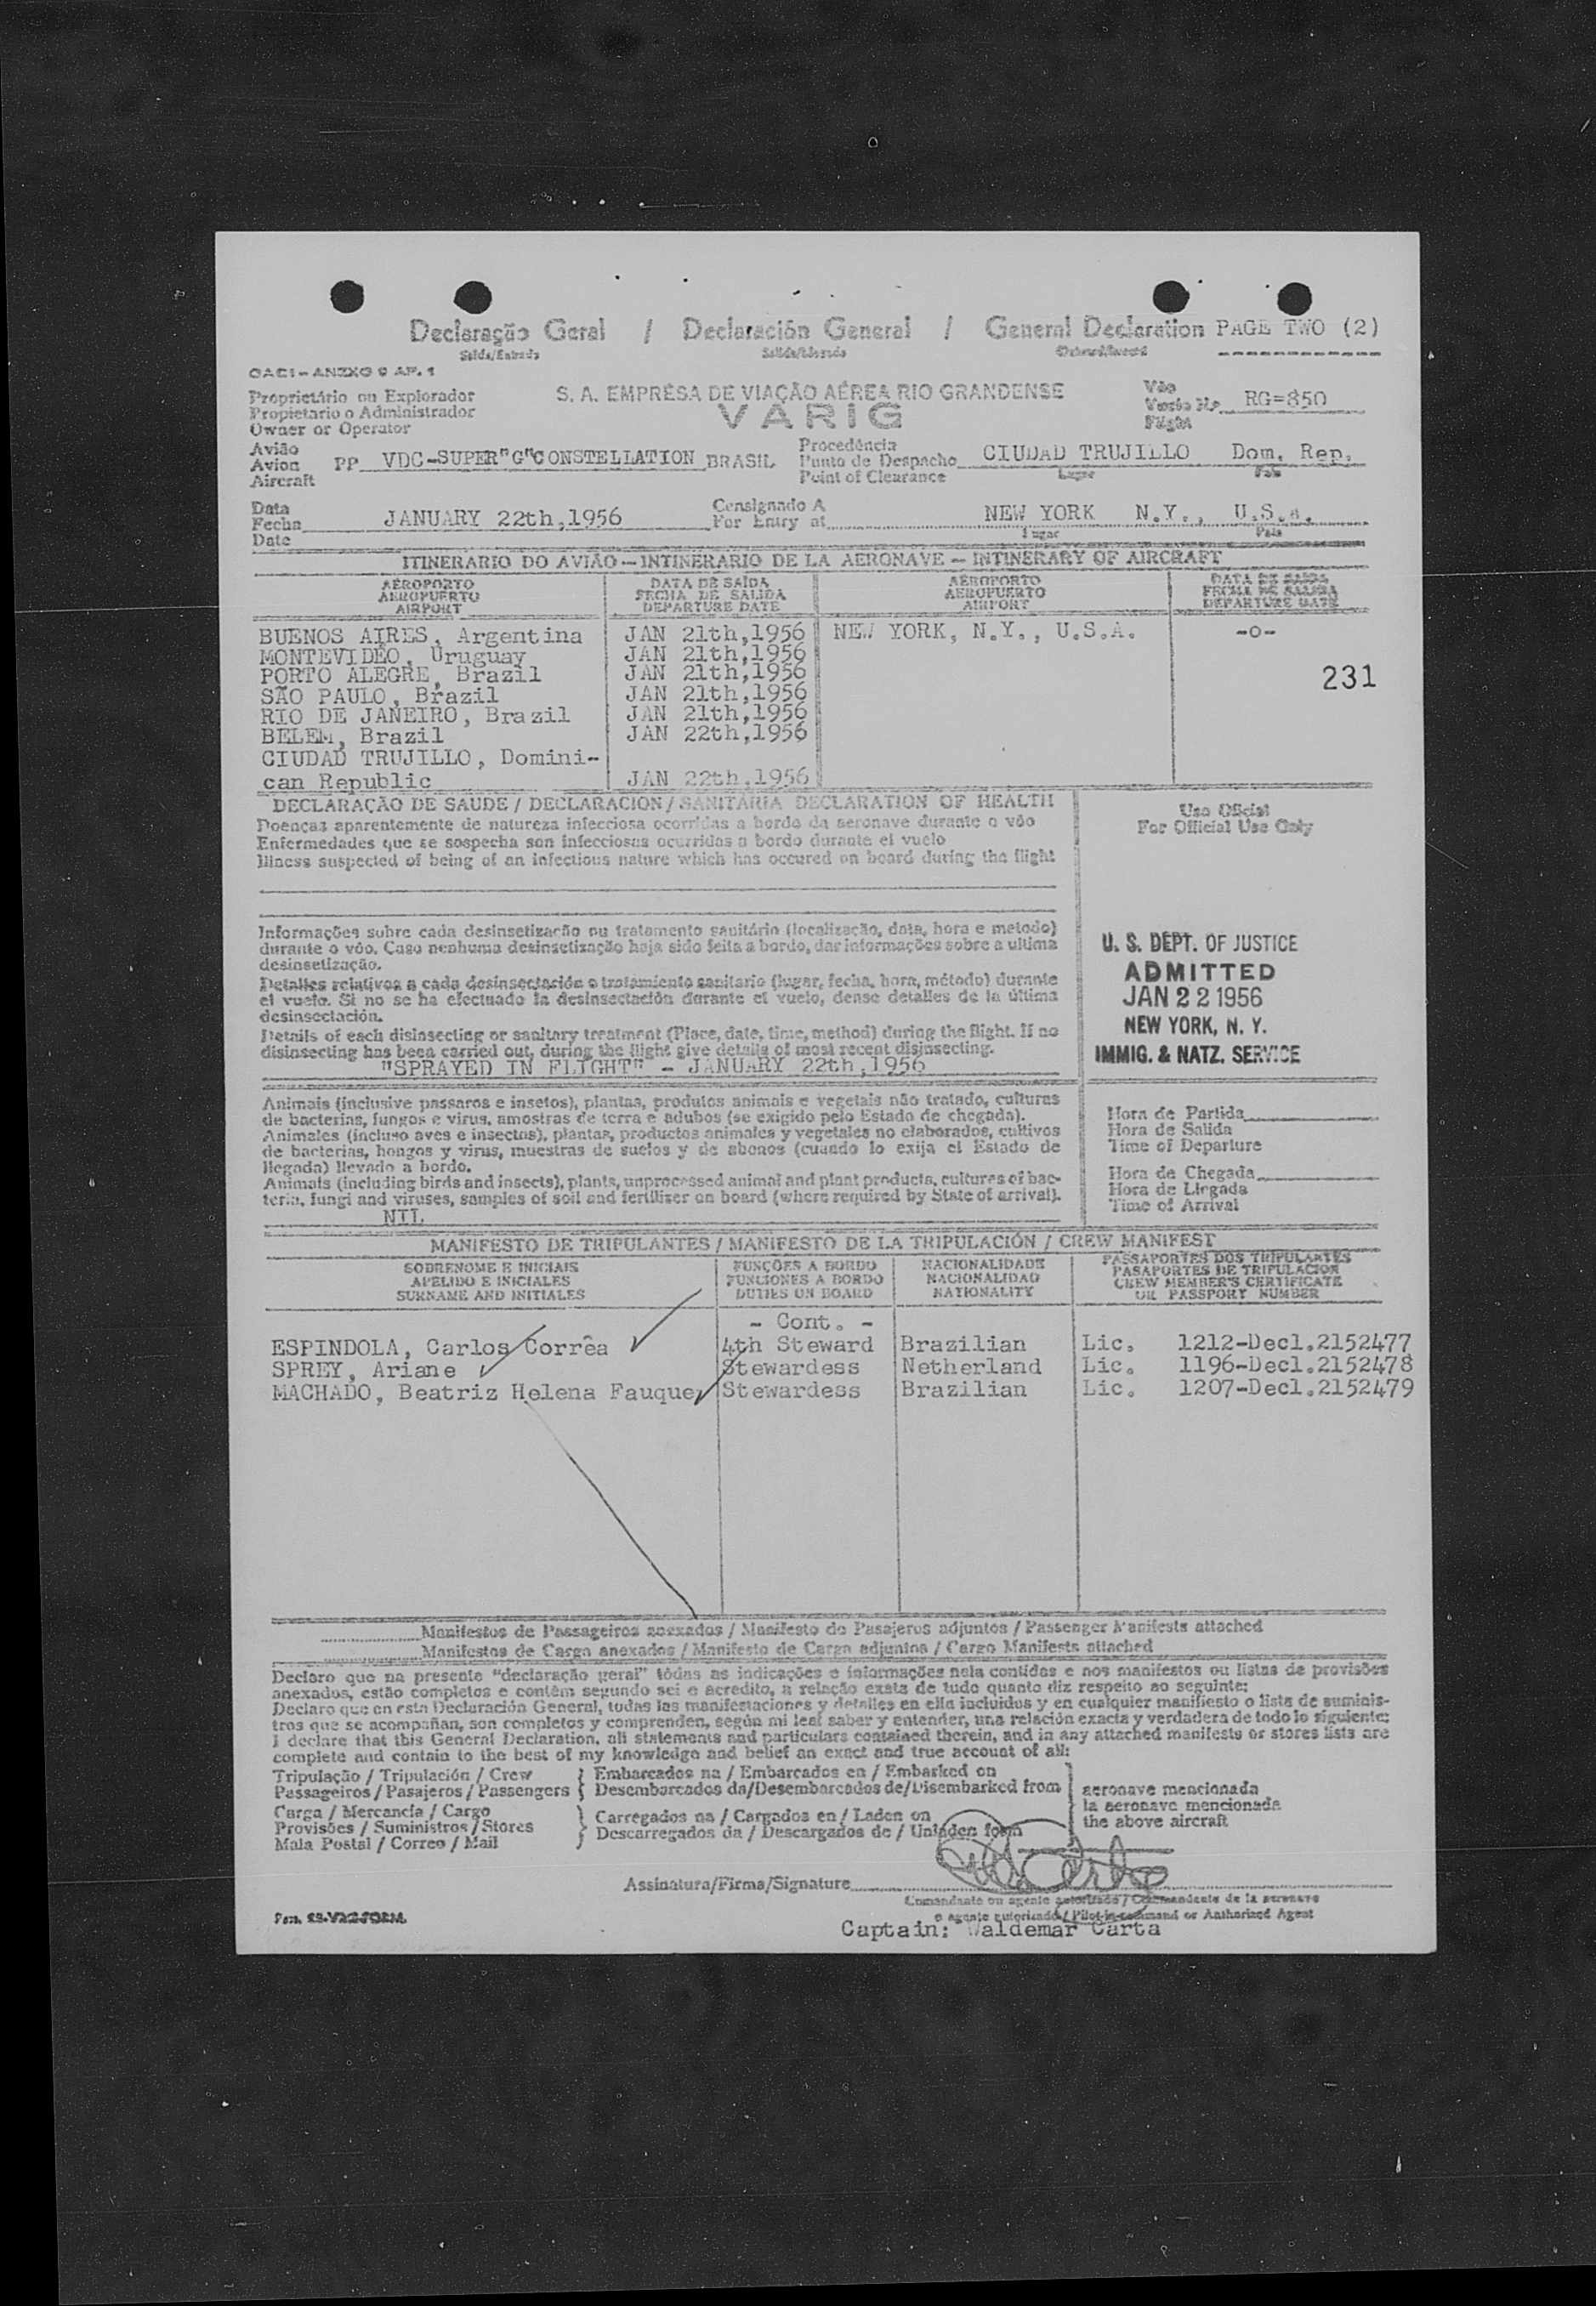 Declaração Geral / Declaración General / General Declaration PAGE TWO (2)
Saída/Entrada Salida/Llegada Outward/Inward
OACI - ANEXO 9 AP. 1
Proprietário ou Explorador
Propietario o Administrador
Owner or Operator
S. A. EMPRÊSA DE VIAÇÃO AÉREA RIO GRANDENSE
VARIG
Vôo
Vuelo No. RG=850
Flight
Avião
Avion PP VDC-SUPER"G"CONSTELLATION BRASIL
Aircraft
Procedência
Punto de Despacho CIUDAD TRUJILLO Dom. Rep.
Point of Clearance Lugar País
Data
Fecha JANUARY 22th,1956
Date
Consignado A
For Entry at NEW YORK N.Y., U.S.A.
Lugar País
ITINERARIO DO AVIÃO - INTINERARIO DE LA AERONAVE - INTINERARY OF AIRCRAFT
AÉROPORTO DATA DE SAÍDA AÉROPORTO DATA DE SAIDA
AEROPUERTO FECHA DE SALIDA AEROPUERTO FECHA DE SALIDA
AIRPORT DEPARTURE DATE AIRPORT DEPARTURE DATE
BUENOS AIRES, Argentina JAN 21th,1956 NEW YORK, N.Y., U.S.A. -0-
MONTEVIDÉO, Uruguay JAN 21th,1956
PORTO ALEGRE, Brazil JAN 21th,1956 231
SÃO PAULO, Brazil JAN 21th,1956
RIO DE JANEIRO, Brazil JAN 21th,1956
BELEM, Brazil JAN 22th,1956
CIUDAD TRUJILLO, Domini-
can Republic JAN 22th,1956
DECLARAÇÃO DE SAUDE / DECLARACION / SANITARIA DECLARATION OF HEALTH
Doenças aparentemente de natureza infecciosa ocorridas a bordo da aeronave durante o vôo
Enfermedades que se sospecha son infecciosas ocurridas a bordo durante el vuelo
Illness suspected of being of an infectious nature which has occured on board during the flight
Uso Oficial
For Official Use Only
Informações sobre cada desinsetização ou tratamento sanitário (localização, data, hora e metodo)
durante o vôo. Caso nenhuma desinsetização haja sido feita a bordo, dar informações sobre a ultima
desinsetização.
Detalles relativos a cada desinsectación o tratamiento sanitario (lugar, fecha, hora, método) durante
el vuelo. Si no se ha efectuado la desinsectación durante el vuelo, dense detalles de la última
desinsectación.
Details of each disinsecting or sanitary treatment (Place, date, time, method) during the flight. If no
disinsecting has been carried out, during the flight give details of most recent disinsecting.
"SPRAYED IN FLIGHT" - JANUARY 22th,1956
U. S. DEPT. OF JUSTICE
ADMITTED
JAN 22 1956
NEW YORK, N. Y.
IMMIG. & NATZ. SERVICE
Animais (inclusive passaros e insetos), plantas, produtos animais e vegetais não tratado, culturas
de bacterias, fungos e virus, amostras de terra e adubos (se exigido pelo Estado de chegada).
Animales (incluso aves e insectos), plantas, productos animales y vegetales no elaborados, cultivos
de bacterias, hongos y virus, muestras de suelos y de abonos (cuando lo exija el Estado de
llegada) llevado a bordo.
Animals (including birds and insects), plants, unprocessed animal and plant products, cultures of bac-
teria, fungi and viruses, samples of soil and fertiliser on board (where required by State of arrival).
NIL
Hora de Partida
Hora de Salida
Time of Departure
Hora de Chegada
Hora de Llegada
Time of Arrival
MANIFESTO DE TRIPULANTES / MANIFESTO DE LA TRIPULACIÓN / CREW MANIFEST
SOBRENOME E INICIAIS FUNÇÕES A BORDO NACIONALIDADE PASSAPORTES DOS TRIPULANTES
APELIDO E INICIALES FUNCIONES A BORDO NACIONALIDAD PASAPORTES DE TRIPULACION
SURNAME AND INITIALES DUTIES ON BOARD NATIONALITY CREW MEMBER'S CERTIFICATE
OR PASSPORT NUMBER
- Cont. -
ESPINDOLA, Carlos Corrêa 4th Steward Brazilian Lic. 1212-Decl.2152477
SPREY, Ariane Stewardess Netherland Lic. 1196-Decl.2152478
MACHADO, Beatriz Helena Fauque Stewardess Brazilian Lic. 1207-Decl.2152479
Manifestos de Passageiros anexados / Manifesto de Pasajeros adjuntos / Passenger Manifests attached
Manifestos de Carga anexados / Manifesto de Carga adjuntos / Cargo Manifests attached
Declaro que na presente "declaração geral" tôdas as indicações e informações nela contidas e nos manifestos ou listas de provisões
anexados, estão completos e contêm segundo sei e acredito, a relação exata de tudo quanto diz respeito ao seguinte:
Declaro que en esta Declaración General, todas las manifestaciones y detalles en ella incluidos y en cualquier manifiesto o lista de suminis-
tros que se acompañan, son completos y comprenden, según mi leal saber y entender, una relación exacta y verdadera de todo lo siguiente:
I declare that this General Declaration, all statements and particulars contained therein, and in any attached manifests or stores lists are
complete and contain to the best of my knowledge and belief an exact and true account of all:
Tripulação / Tripulación / Crew Embarcados na / Embarcados en / Embarked on
Passageiros / Pasajeros / Passengers Desembarcados da/Desembarcados de/Disembarked from aeronave mencionada
Carga / Mercancia / Cargo Carregados na / Cargados en / Laden on la aeronave mencionada
Provisões / Suministros / Stores Descarregados da / Descargados de / Unladen form the above aircraft
Mala Postal / Correo / Mail
Assinatura/Firma/Signature
Comandante ou agente autorizado / Commandante de la aeronave
o agente autorizado / Pilot-in-command or Authorized Agent
Captain: Waldemar Carta